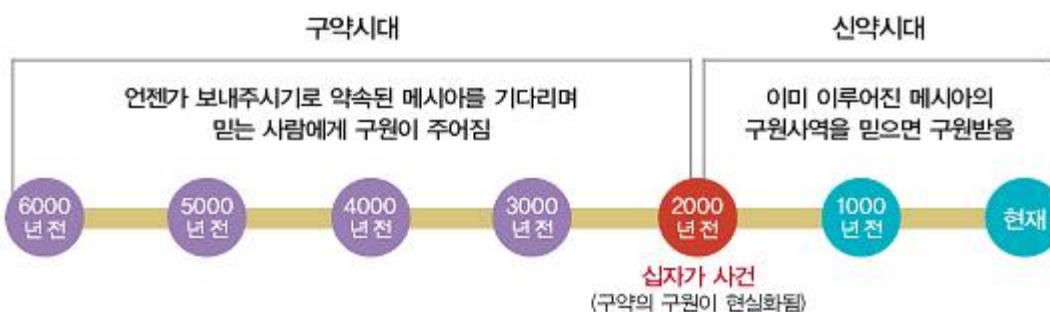 구약시대
신약시대
언젠가 보내주시기로 약속된 메시아를 기다리며
믿는 사람에게 구원이 주어짐
이미 이루어진 메시아의
구원사역을 믿으면 구원받음
6000
년 전
5000
년 전
4000
년 전
3000
년 전
2000
년 전
1000
년 전
현재
십자가 사건
(구약의 구원이 현실화됨)